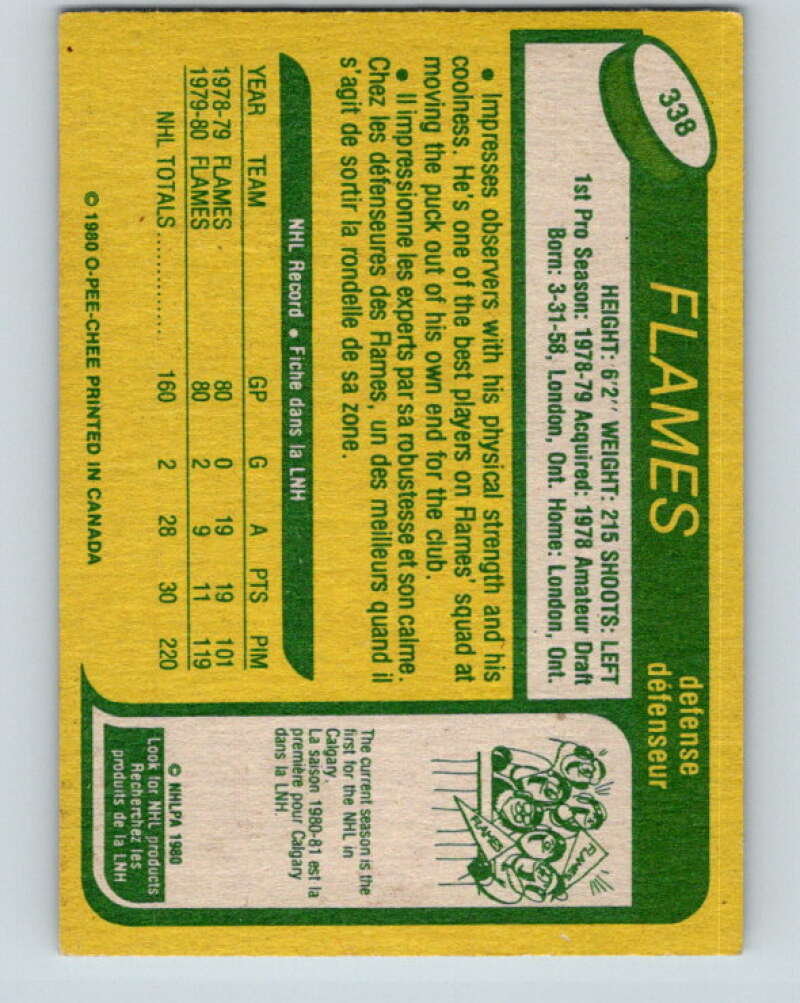 338
FLAMES
defense
défenseur
HEIGHT: 6'2" WEIGHT: 215 SHOOTS: LEFT
1st Pro Season: 1978-79 Acquired: 1978 Amateur Draft
Born: 3-31-58, London, Ont. Home: London, Ont.
• Impresses observers with his physical strength and his
coolness. He's one of the best players on Flames' squad at
moving the puck out of his own end for the club.
• Il impressionne les experts par sa robustesse et son calme.
Chez les défenseures des Flames, un des meilleurs quand il
s'agit de sortir la rondelle de sa zone.
NHL Record • Fiche dans la LNH
YEAR TEAM GP G A PTS PIM
1978-79 FLAMES 80 0 19 19 101
1979-80 FLAMES 80 2 9 11 119
NHL TOTALS ............... 160 2 28 30 220
© 1980 O-PEE-CHEE PRINTED IN CANADA
FLAMES
FLAMES
The current season is the
first for the NHL in
Calgary.
La saison 1980-81 est la
première pour Calgary
dans la LNH.
© NHLPA 1980
Look for NHL products
Recherchez les
produits de la LNH